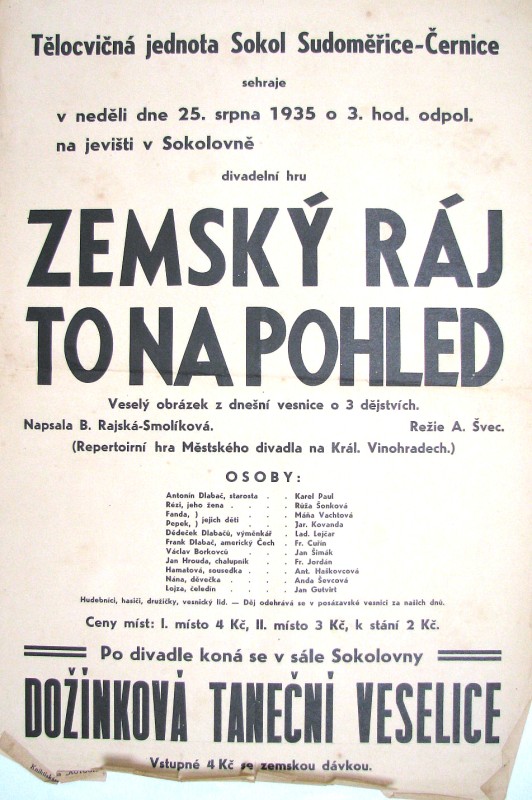 Tělocvičná jednota Sokol Sudoměřice-Černice
sehraje
v neděli dne 25. srpna 1935 o 3. hod. odpol.
na jevišti v Sokolovně
divadelní hru
ZEMSKÝ RÁJ
TO NA POHLED
Veselý obrázek z dnešní vesnice o 3 dějstvích.
Napsala B. Rajská-Smolíková. Režie A. Švec.
(Repertoirní hra Městského divadla na Král. Vinohradech.)
OSOBY:
Antonín Dlabač, starosta . . Karel Paul
Rézi, jeho žena . . . . Růža Šonková
Fanda, } jejich děti . . . Máňa Vachtová
Pepek, } Jar. Kovanda
Dědeček Dlabačů, výměnkář . Lad. Lejčar
Frank Dlabač, americký Čech . Fr. Cuřín
Václav Borkovců . . . Jan Šimák
Jan Hrouda, chalupník . . Fr. Jordán
Hamatová, sousedka . . . Ant. Haškovcová
Nána, děvečka . . . . Anda Ševcová
Lojza, čeledín . . . . Jan Gutvirt
Hudebníci, hasiči, družičky, vesnický lid. — Děj odehrává se v posázavské vesnici za našich dnů.
Ceny míst: I. místo 4 Kč, II. místo 3 Kč, k stání 2 Kč.
Po divadle koná se v sále Sokolovny
DOŽÍNKOVÁ TANEČNÍ VESELICE
Vstupné 4 Kč se zemskou dávkou.